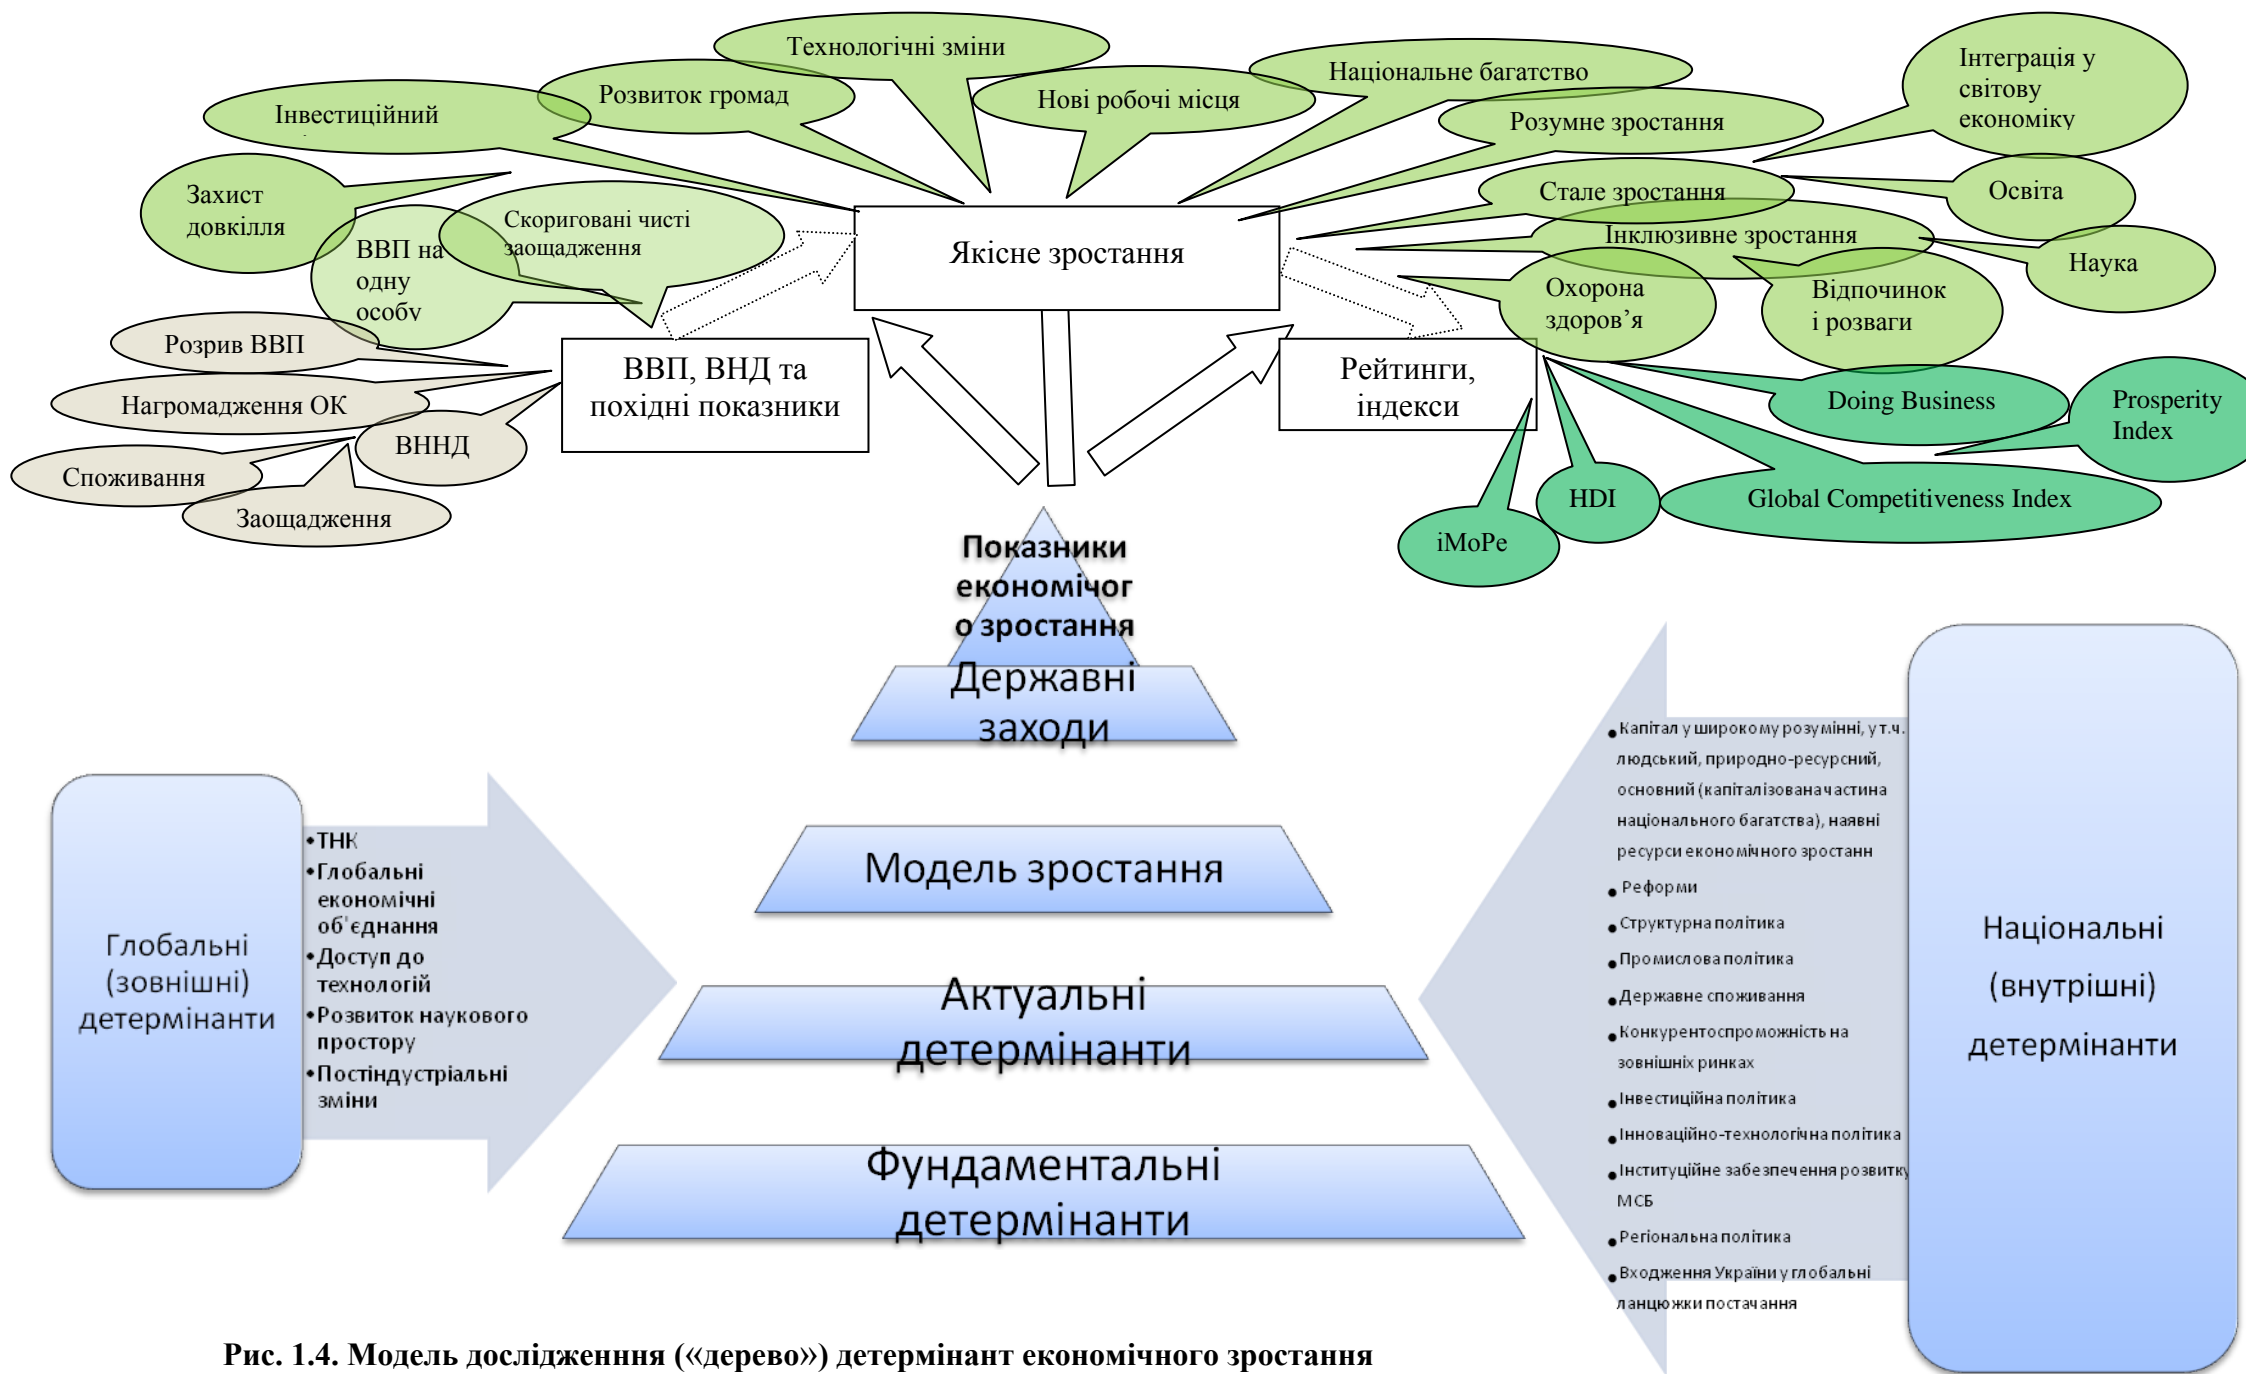 Технологічні зміни
Розвиток громад
Інвестиційний
Нові робочі місця
Національне багатство
Розумне зростання
Інтеграція у
світову
економіку
Захист
довкілля
Скориговані чисті
заощадження
ВВП на
одну
особу
Якісне зростання
Стале зростання
Освіта
Інклюзивне зростання
Наука
Охорона
здоров’я
Відпочинок
і розваги
Розрив ВВП
Нагромадження ОК
ВННД
Споживання
Заощадження
ВВП, ВНД та
похідні показники
Рейтинги,
індекси
Doing Business
Prosperity
Index
Global Competitiveness Index
HDI
iMoPe
Показники
економічог
о зростання
Державні
заходи
Модель зростання
Актуальні
детермінанти
Фундаментальні
детермінанти
Глобальні
(зовнішні)
детермінанти
•ТНК
•Глобальні
економічні
об'єднання
•Доступ до
технологій
•Розвиток наукового
простору
•Постіндустріальні
зміни
•Капітал у широкому розумінні, у т.ч.
людський, природно-ресурсний,
основний (капіталізована частина
національного багатства), наявні
ресурси економічного зростанн
•Реформи
•Структурна політика
•Промислова політика
•Державне споживання
•Конкурентоспроможність на
зовнішніх ринках
•Інвестиційна політика
•Інноваційно-технологічна політика
•Інституційне забезпечення розвитку
МСБ
•Регіональна політика
•Входження України у глобальні
ланцюжки постачання
Національні
(внутрішні)
детермінанти
Рис. 1.4. Модель дослідженння («дерево») детермінант економічного зростання